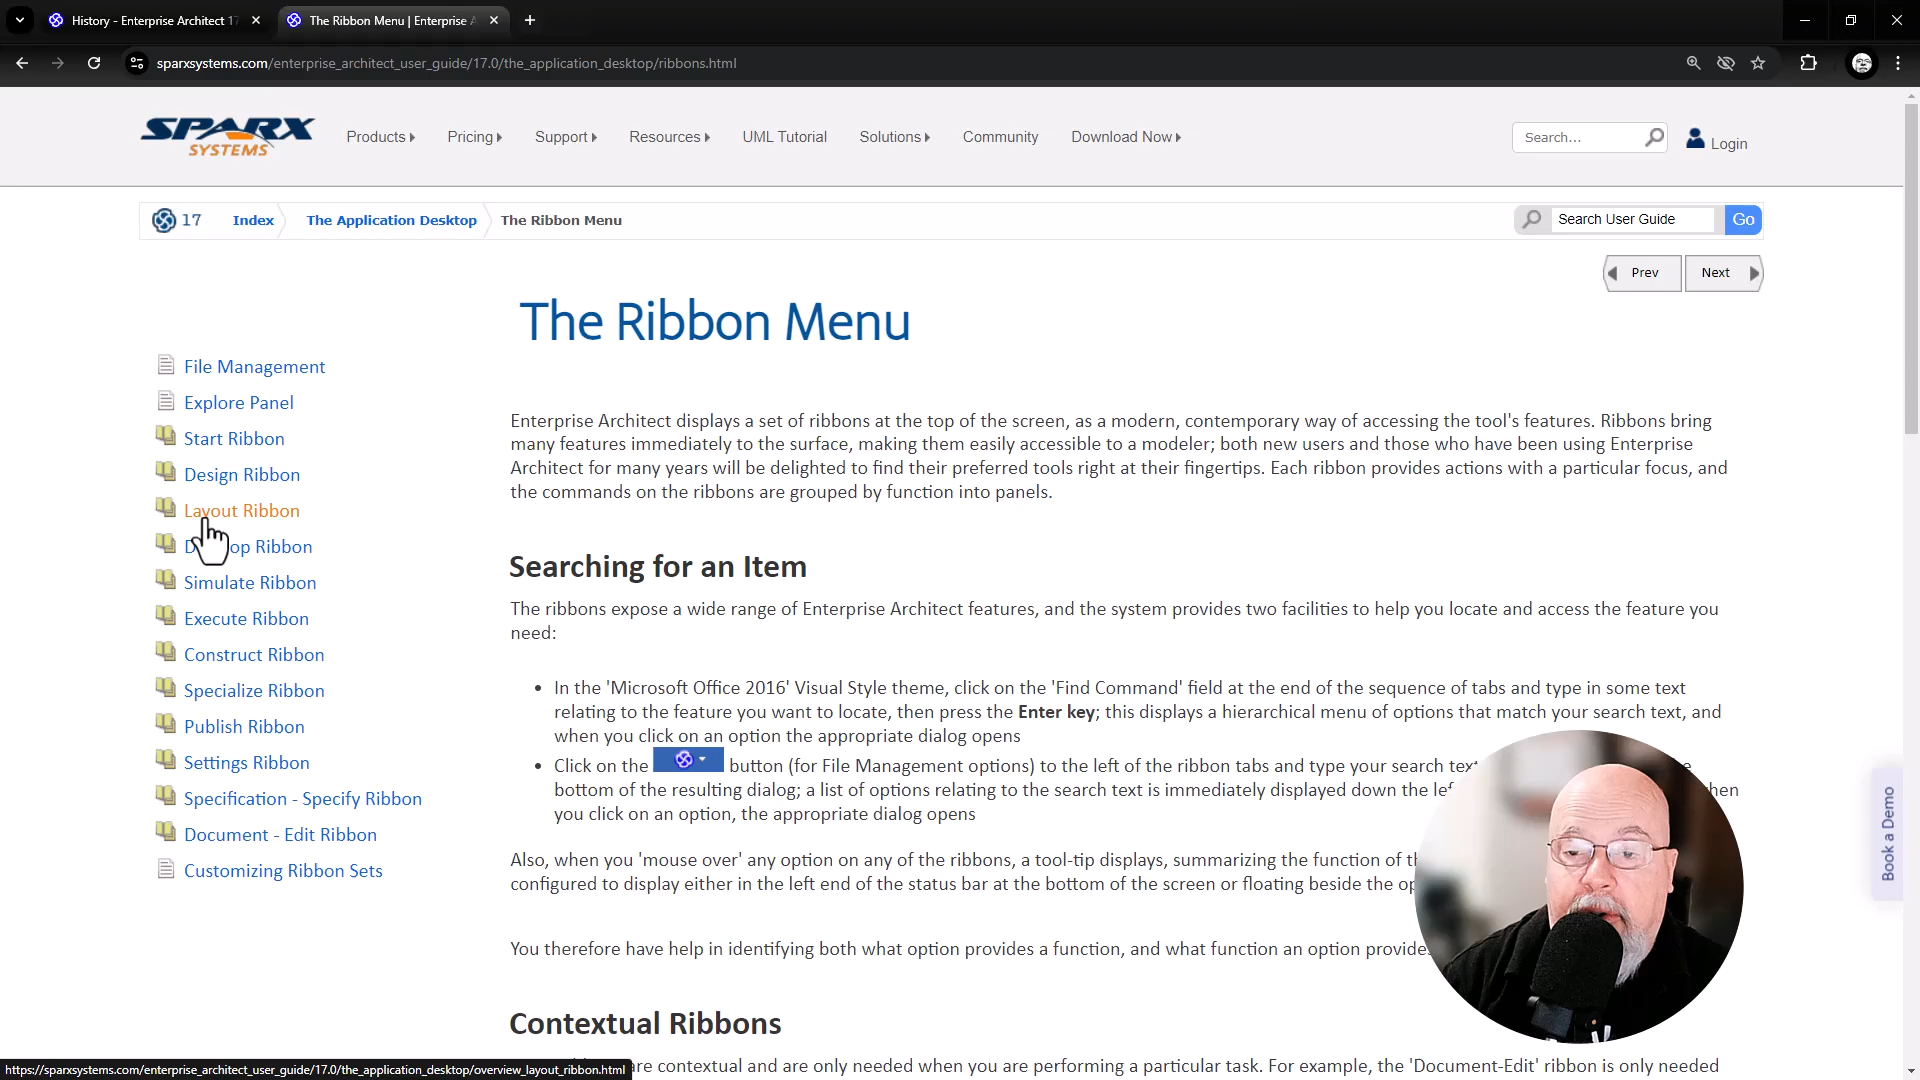 History - Enterprise Architect 17
The Ribbon Menu | Enterprise A
sparxsystems.com/enterprise_architect_user_guide/17.0/the_application_desktop/ribbons.html
SPARX
SYSTEMS
Products
Pricing
Support
Resources
UML Tutorial
Solutions
Community
Download Now
Search...
Login
17
Index
The Application Desktop
The Ribbon Menu
Search User Guide
Go
Prev
Next
The Ribbon Menu
File Management
Explore Panel
Start Ribbon
Design Ribbon
Layout Ribbon
D op Ribbon
Simulate Ribbon
Execute Ribbon
Construct Ribbon
Specialize Ribbon
Publish Ribbon
Settings Ribbon
Specification - Specify Ribbon
Document - Edit Ribbon
Customizing Ribbon Sets
Enterprise Architect displays a set of ribbons at the top of the screen, as a modern, contemporary way of accessing the tool's features. Ribbons bring
many features immediately to the surface, making them easily accessible to a modeler; both new users and those who have been using Enterprise
Architect for many years will be delighted to find their preferred tools right at their fingertips. Each ribbon provides actions with a particular focus, and
the commands on the ribbons are grouped by function into panels.
Searching for an Item
The ribbons expose a wide range of Enterprise Architect features, and the system provides two facilities to help you locate and access the feature you
need:
• In the 'Microsoft Office 2016' Visual Style theme, click on the 'Find Command' field at the end of the sequence of tabs and type in some text
relating to the feature you want to locate, then press the Enter key; this displays a hierarchical menu of options that match your search text, and
when you click on an option the appropriate dialog opens
• Click on the button (for File Management options) to the left of the ribbon tabs and type your search text
bottom of the resulting dialog; a list of options relating to the search text is immediately displayed down the lef hen
you click on an option, the appropriate dialog opens
Also, when you 'mouse over' any option on any of the ribbons, a tool-tip displays, summarizing the function of th
configured to display either in the left end of the status bar at the bottom of the screen or floating beside the op
You therefore have help in identifying both what option provides a function, and what function an option provide
Contextual Ribbons
are contextual and are only needed when you are performing a particular task. For example, the 'Document-Edit' ribbon is only needed
Book a Demo
https://sparxsystems.com/enterprise_architect_user_guide/17.0/the_application_desktop/overview_layout_ribbon.html